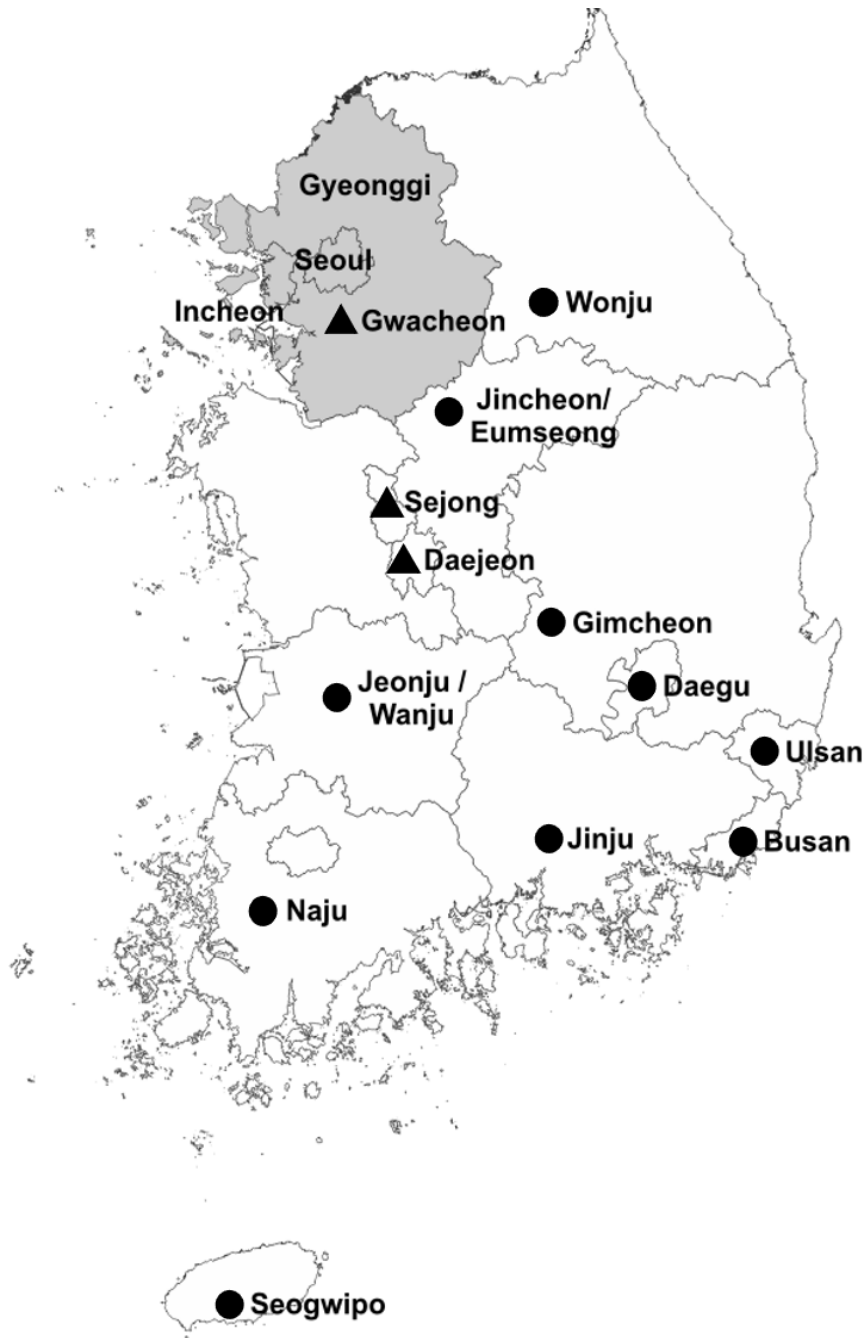 Gyeonggi
Seoul
Incheon
Gwacheon
Wonju
Jincheon/
Eumseong
Sejong
Daejeon
Gimcheon
Jeonju /
Wanju
Daegu
Ulsan
Jinju
Busan
Naju
Seogwipo